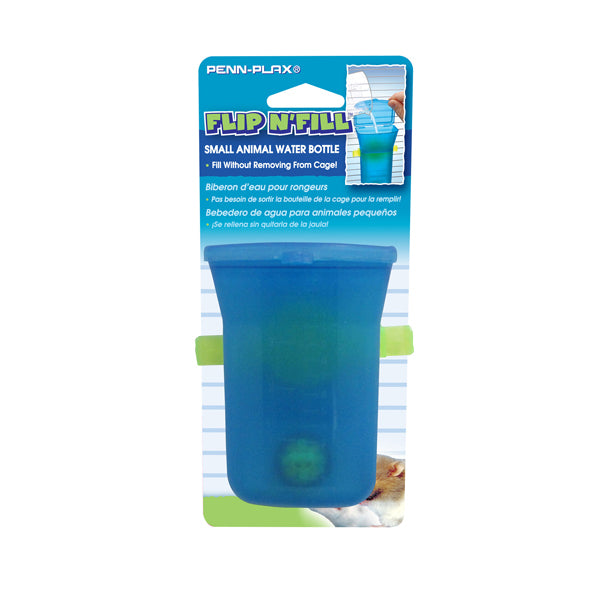 PENN-PLAX®
FLIP N' FILL™
SMALL ANIMAL WATER BOTTLE
• Fill Without Removing From Cage!
Biberon d'eau pour rongeurs
• Pas besoin de sortir la bouteille de la cage pour la remplir!
Bebedero de agua para animales pequeños
• ¡Se rellena sin quitarla de la jaula!